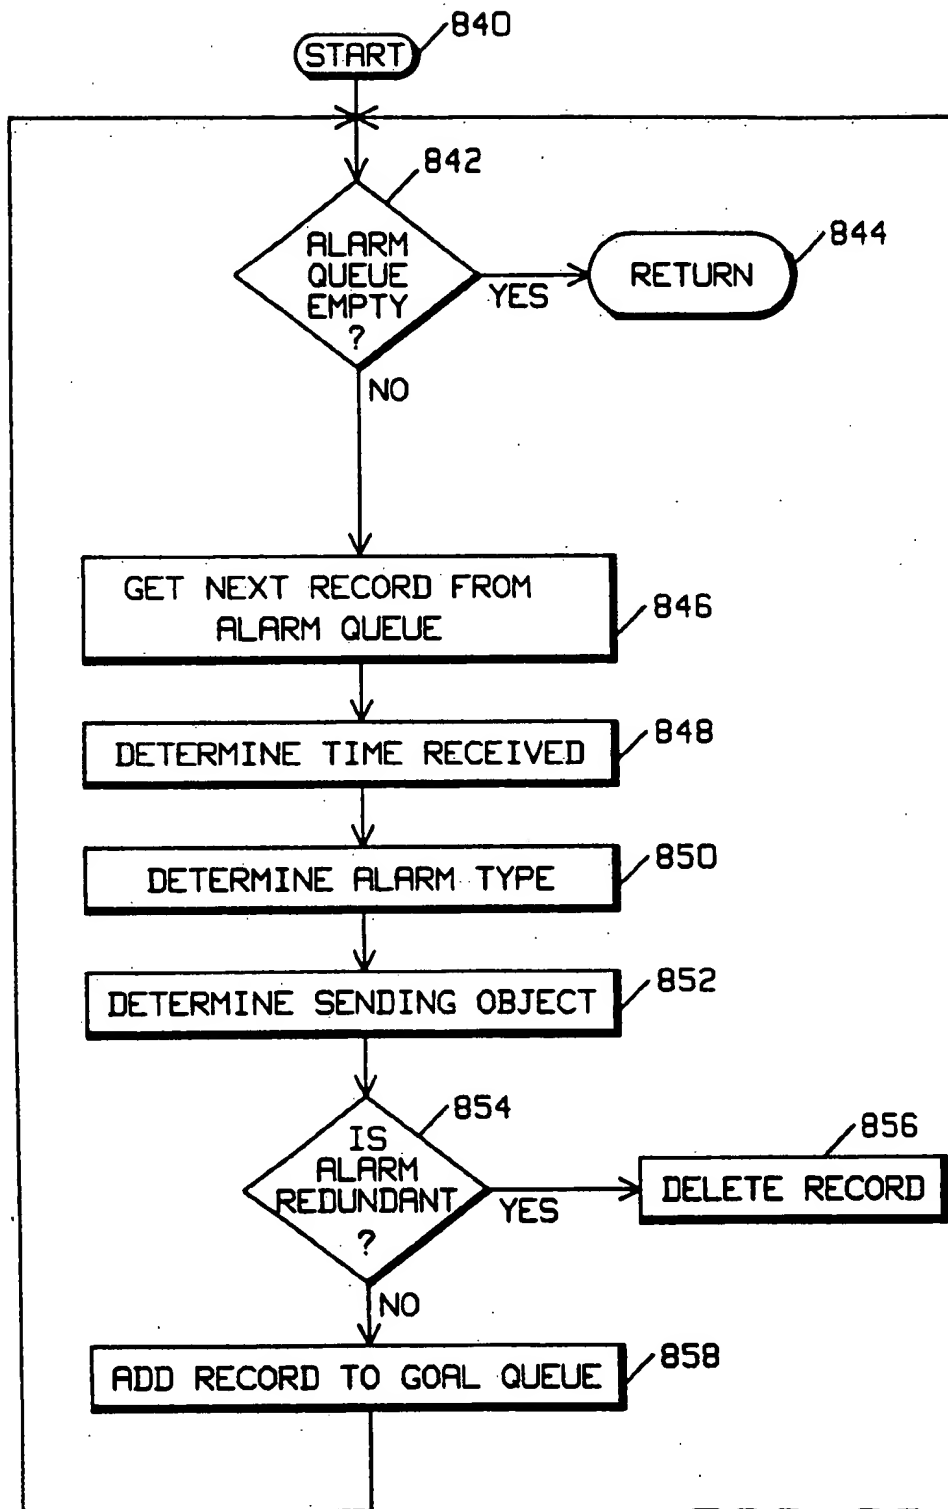 840
START
842
ALARM
QUEUE
EMPTY
?
YES
844
RETURN
NO
GET NEXT RECORD FROM
ALARM QUEUE
846
DETERMINE TIME RECEIVED
848
DETERMINE ALARM TYPE
850
DETERMINE SENDING OBJECT
852
854
IS
ALARM
REDUNDANT
?
YES
856
DELETE RECORD
NO
ADD RECORD TO GOAL QUEUE
858